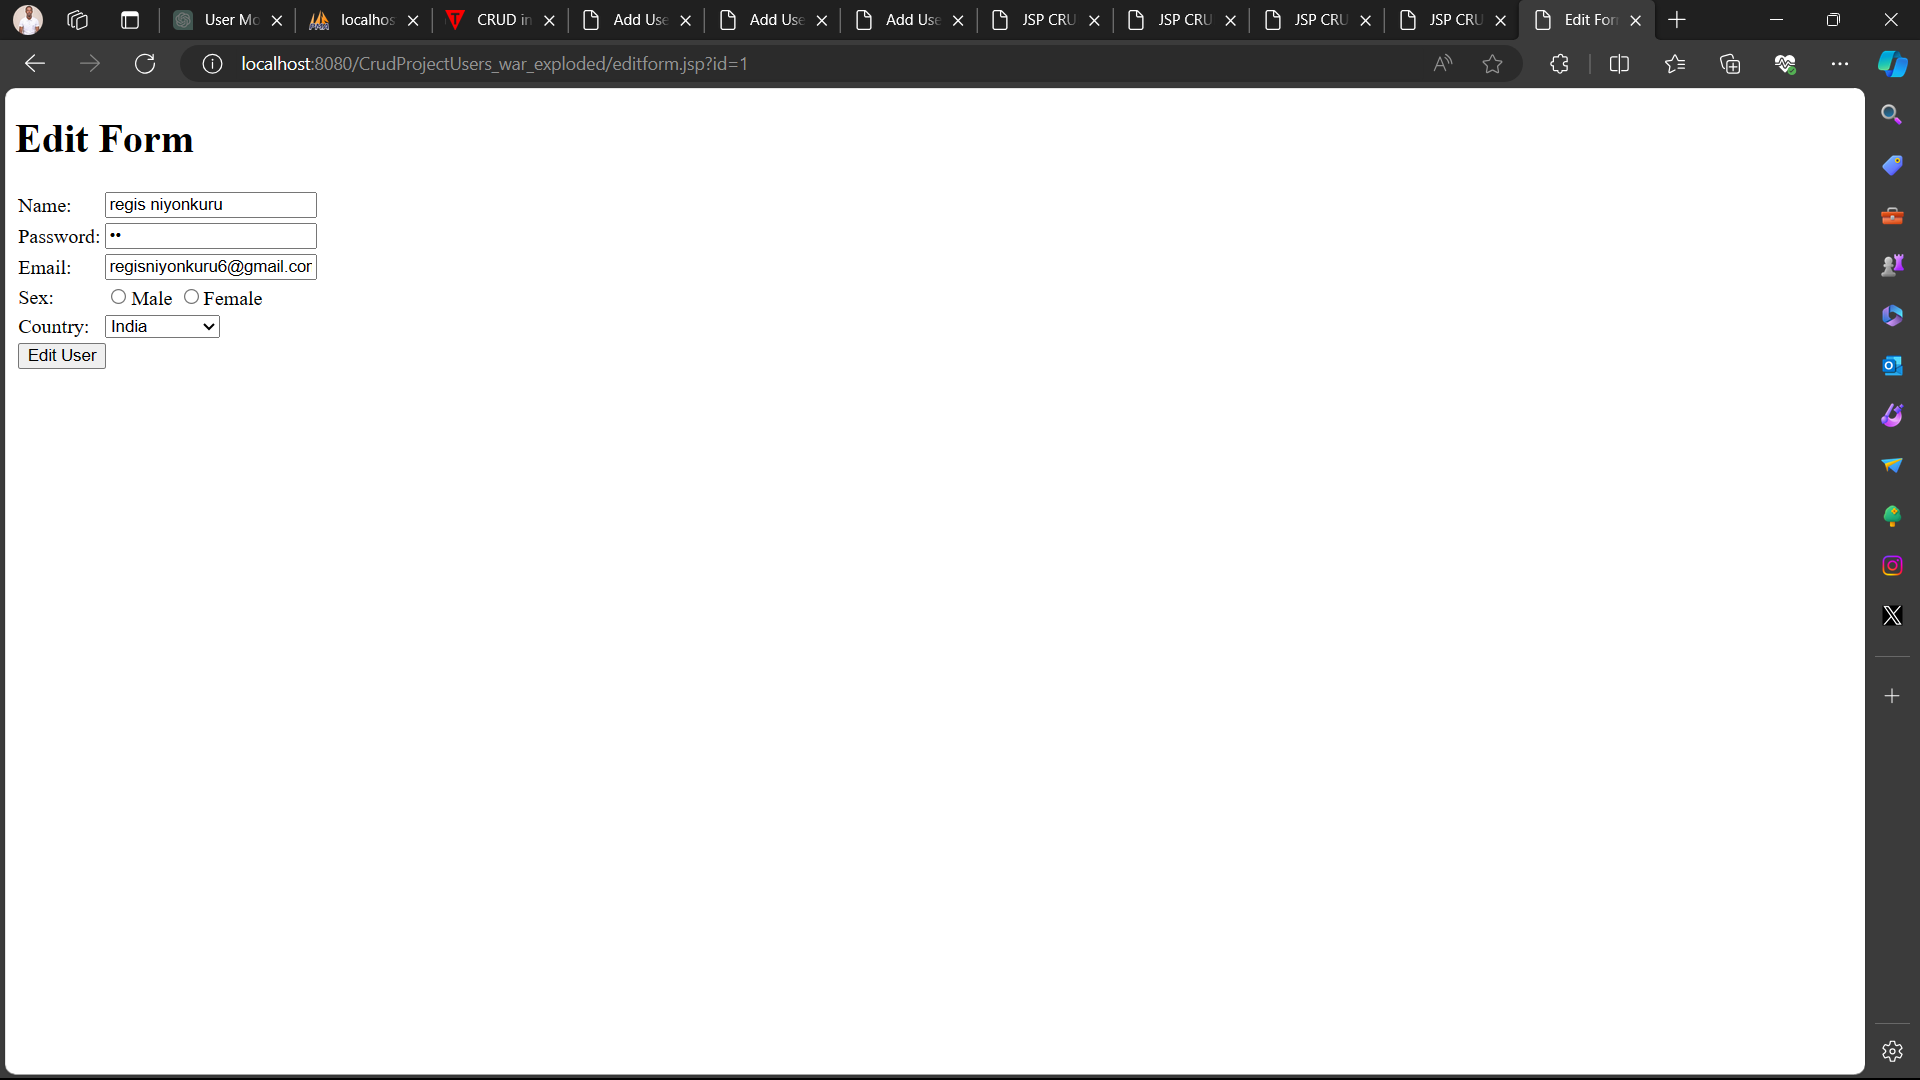 User Mo
localhos
CRUD in
Add Use
Add Use
Add Use
JSP CRU
JSP CRU
JSP CRU
JSP CRU
Edit For
localhost:8080/CrudProjectUsers_war_exploded/editform.jsp?id=1
Edit Form
Name: regis niyonkuru
Password: ••
Email: regisniyonkuru6@gmail.cor
Sex: Male Female
Country: India
Edit User